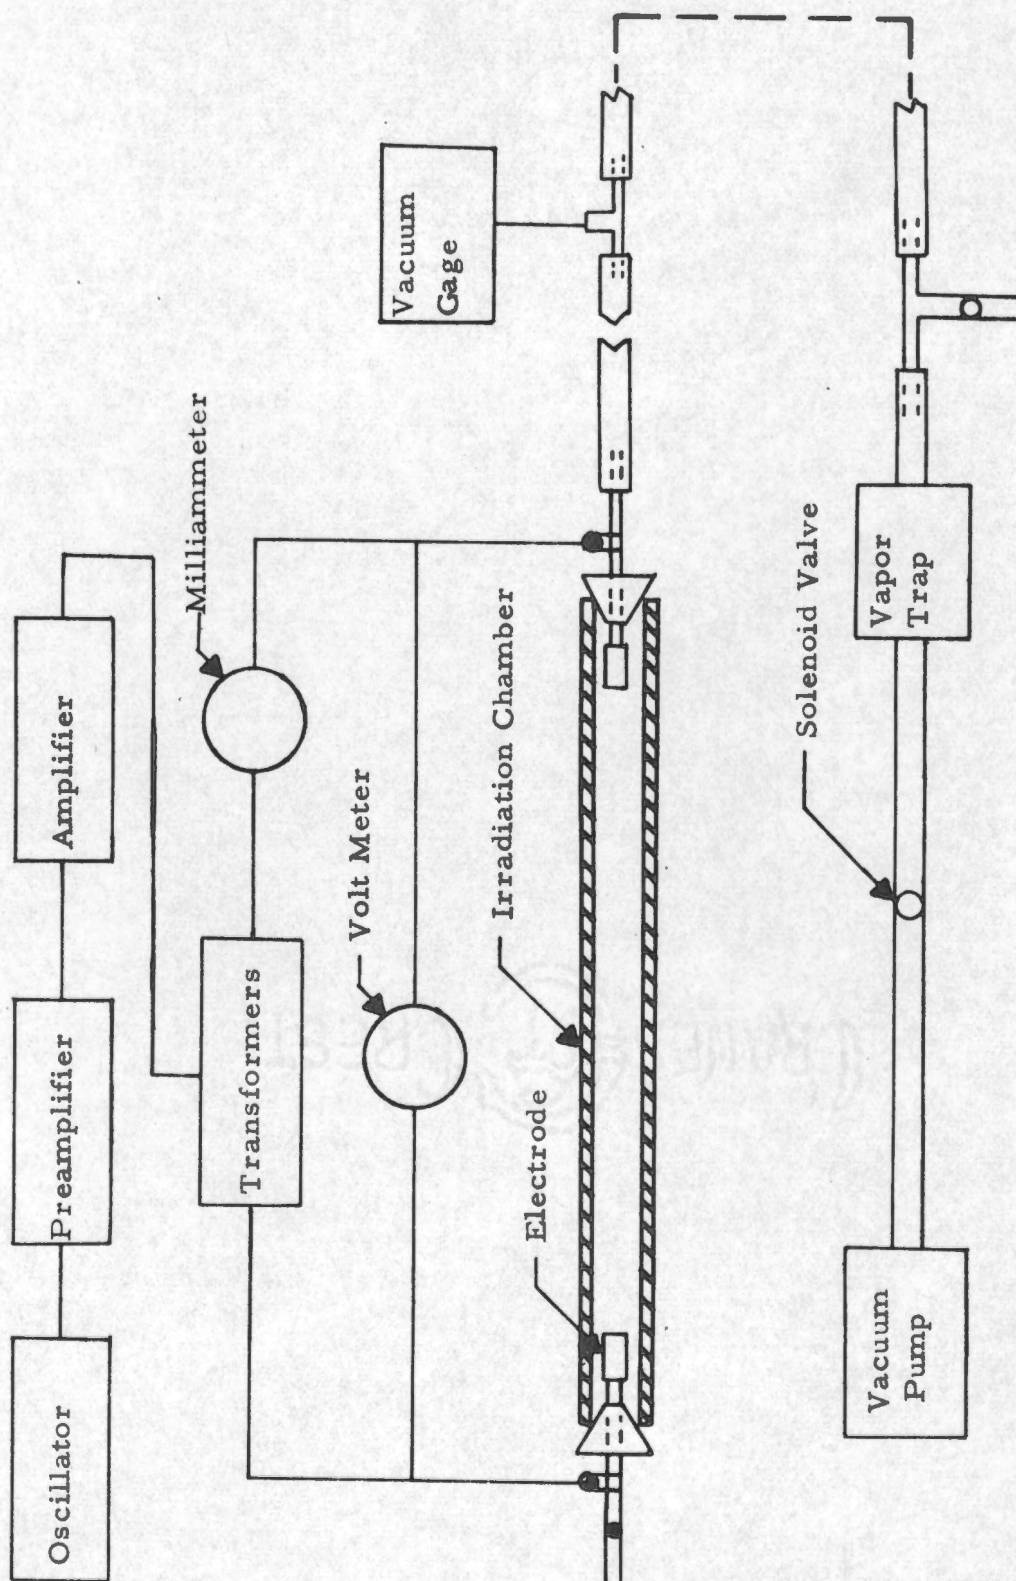 Oscillator
Preamplifier
Amplifier
Transformers
Milliammeter
Volt Meter
Vacuum
Gage
Electrode
Irradiation Chamber
Vacuum
Pump
Solenoid Valve
Vapor
Trap